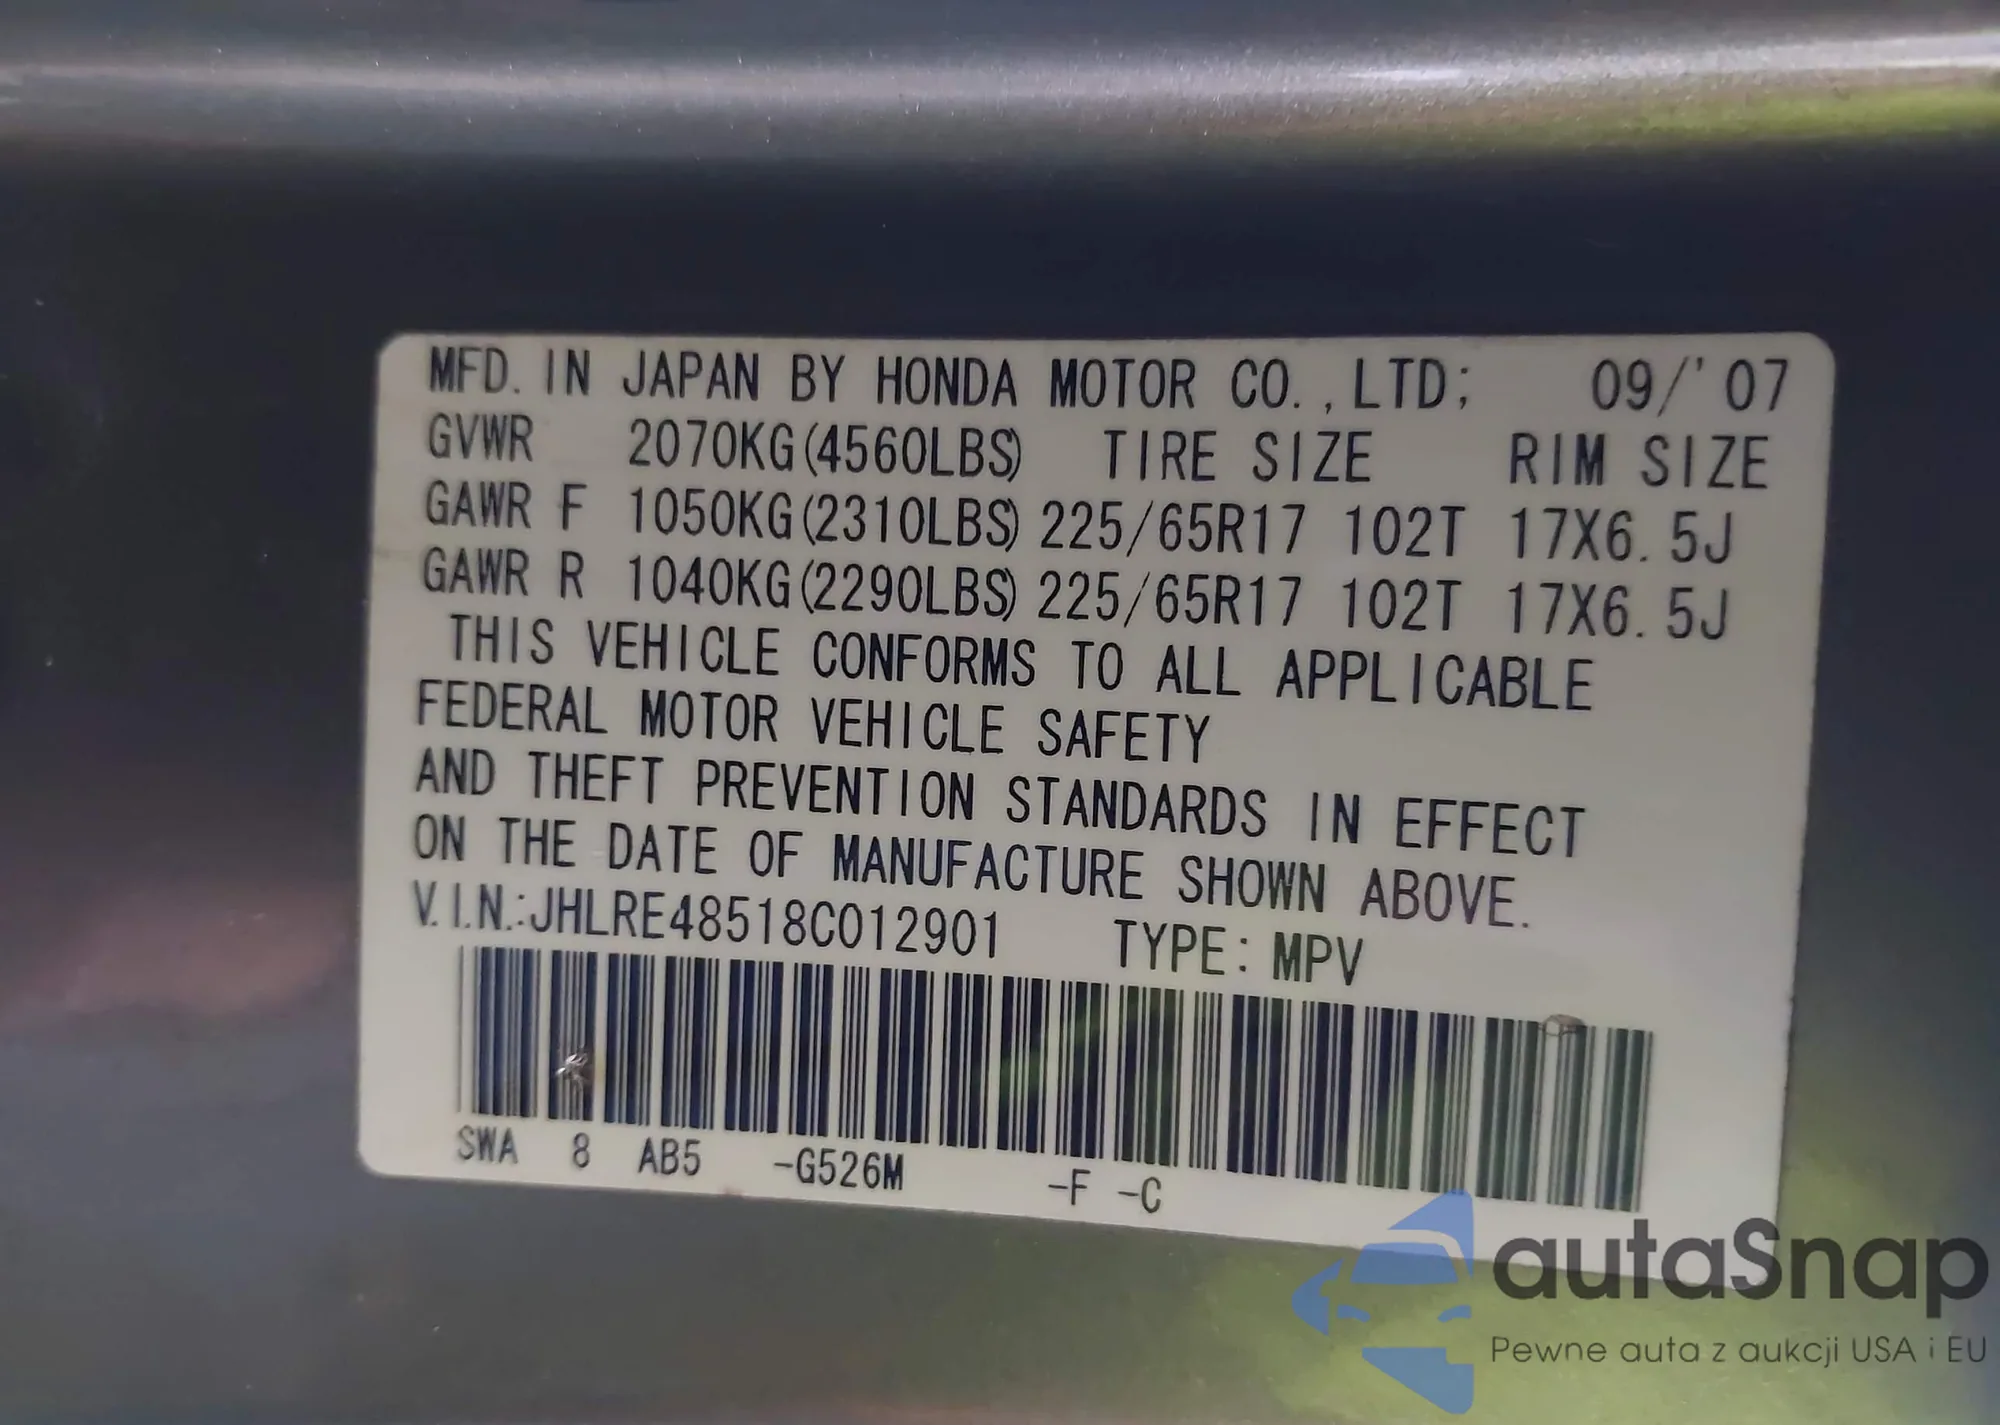 MFD. IN JAPAN BY HONDA MOTOR CO.,LTD; 09/'07
GVWR 2070KG(4560LBS) TIRE SIZE RIM SIZE
GAWR F 1050KG(2310LBS) 225/65R17 102T 17X6.5J
GAWR R 1040KG(2290LBS) 225/65R17 102T 17X6.5J
THIS VEHICLE CONFORMS TO ALL APPLICABLE
FEDERAL MOTOR VEHICLE SAFETY
AND THEFT PREVENTION STANDARDS IN EFFECT
ON THE DATE OF MANUFACTURE SHOWN ABOVE.
V.I.N.:JHLRE48518C012901 TYPE: MPV
SWA 8 AB5 -G526M -F -C
autaSnap
Pewne auta z aukcji USA i EU